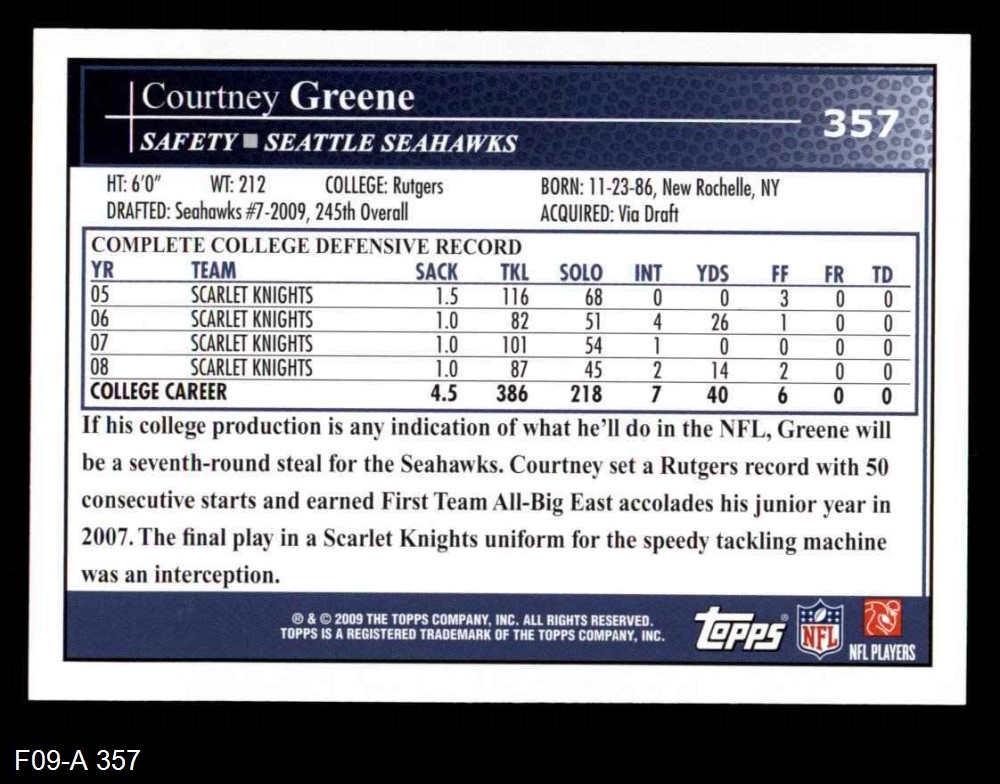 Courtney Greene
357
SAFETY ■ SEATTLE SEAHAWKS
HT: 6'0" WT: 212 COLLEGE: Rutgers BORN: 11-23-86, New Rochelle, NY
DRAFTED: Seahawks #7-2009, 245th Overall ACQUIRED: Via Draft
COMPLETE COLLEGE DEFENSIVE RECORD
YR TEAM SACK TKL SOLO INT YDS FF FR TD
05 SCARLET KNIGHTS 1.5 116 68 0 0 3 0 0
06 SCARLET KNIGHTS 1.0 82 51 4 26 1 0 0
07 SCARLET KNIGHTS 1.0 101 54 1 0 0 0 0
08 SCARLET KNIGHTS 1.0 87 45 2 14 2 0 0
COLLEGE CAREER 4.5 386 218 7 40 6 0 0
If his college production is any indication of what he'll do in the NFL, Greene will
be a seventh-round steal for the Seahawks. Courtney set a Rutgers record with 50
consecutive starts and earned First Team All-Big East accolades his junior year in
2007. The final play in a Scarlet Knights uniform for the speedy tackling machine
was an interception.
® & © 2009 THE TOPPS COMPANY, INC. ALL RIGHTS RESERVED.
TOPPS IS A REGISTERED TRADEMARK OF THE TOPPS COMPANY, INC.
Topps
NFL
NFL PLAYERS
F09-A 357